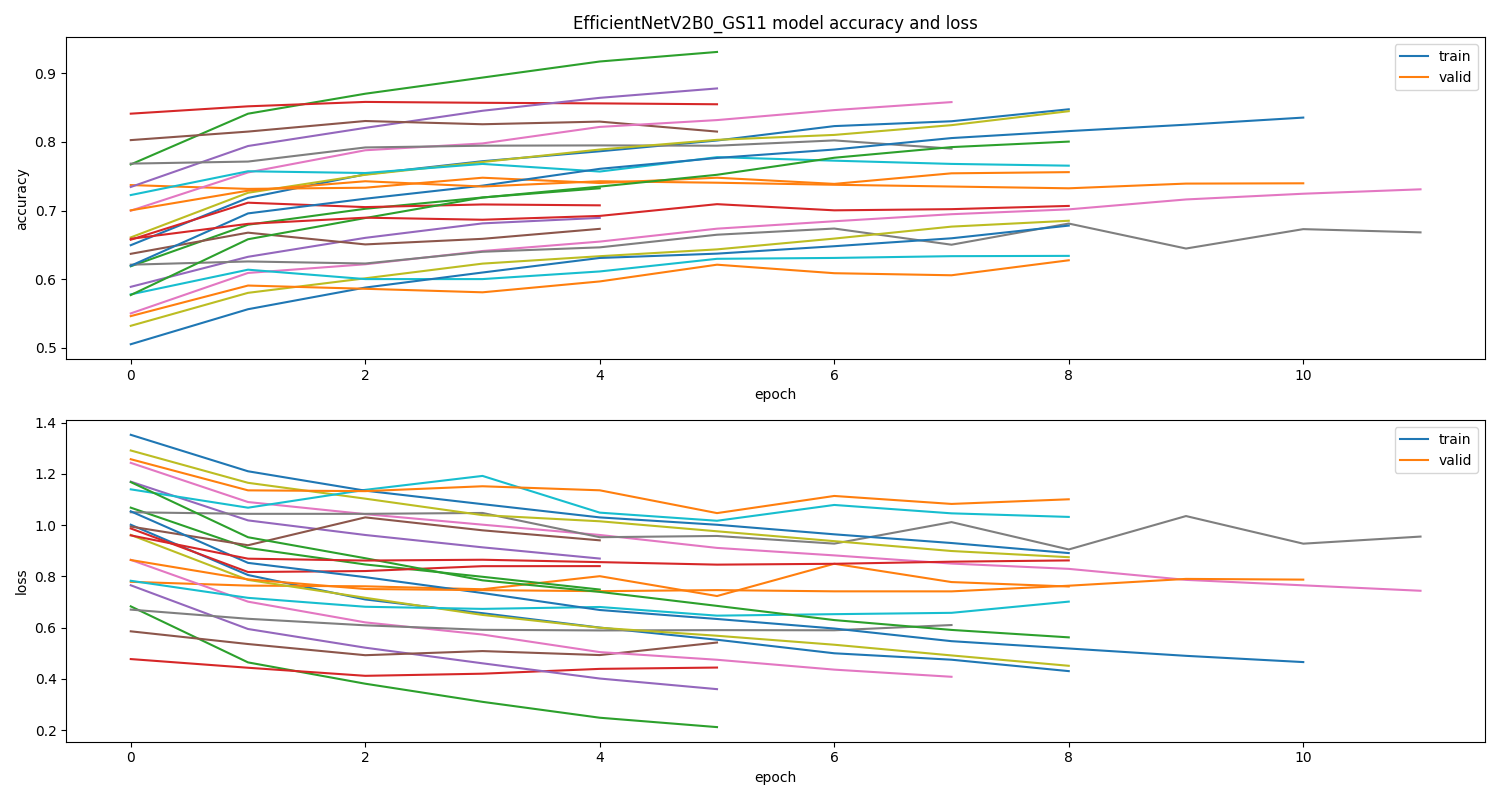 EfficientNetV2B0_GS11 model accuracy and loss
train
valid
accuracy
0.9
0.8
0.7
0.6
0.5
0 2 4 6 8 10
epoch
train
valid
loss
1.4
1.2
1.0
0.8
0.6
0.4
0.2
0 2 4 6 8 10
epoch